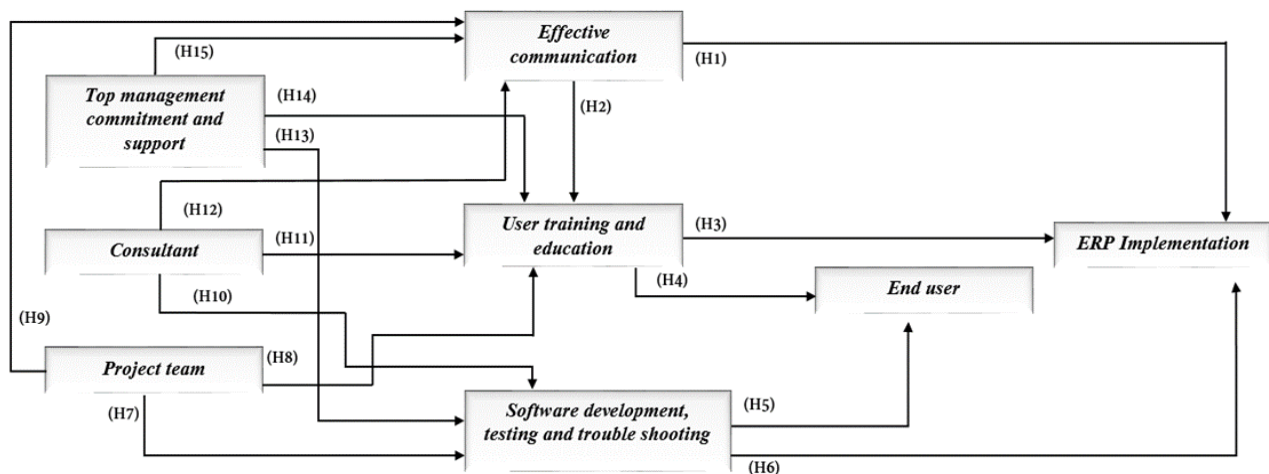 Effective
communication
(H15)
(H1)
Top management
commitment and
support
(H14)
(H2)
(H13)
(H12)
User training and
education
(H3)
Consultant
(H11)
ERP Implementation
(H4)
End user
(H10)
(H9)
Project team
(H8)
(H7)
Software development,
testing and trouble shooting
(H5)
(H6)